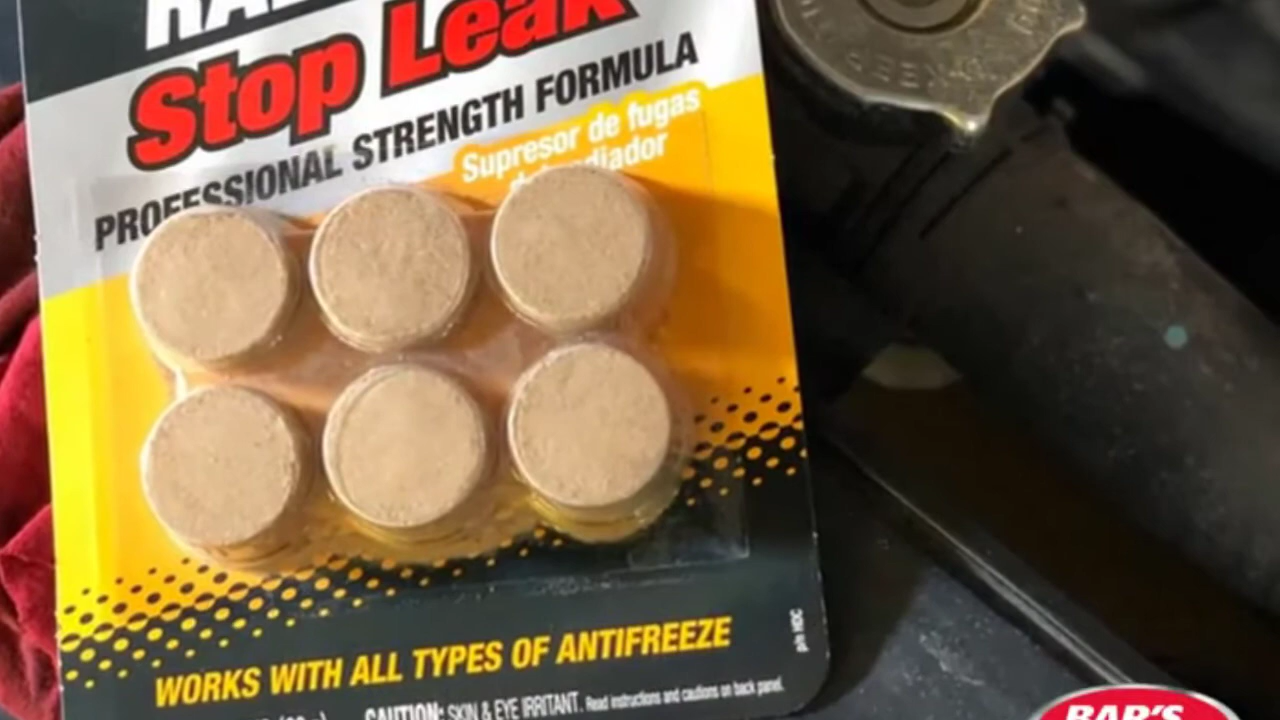 Stop Leak
PROFESSIONAL STRENGTH FORMULA
Supresor de fugas
WORKS WITH ALL TYPES OF ANTIFREEZE
CAUTION: SKIN & EYE IRRITANT. Read instructions and cautions on back panel.
p/n HDC
BAR'S